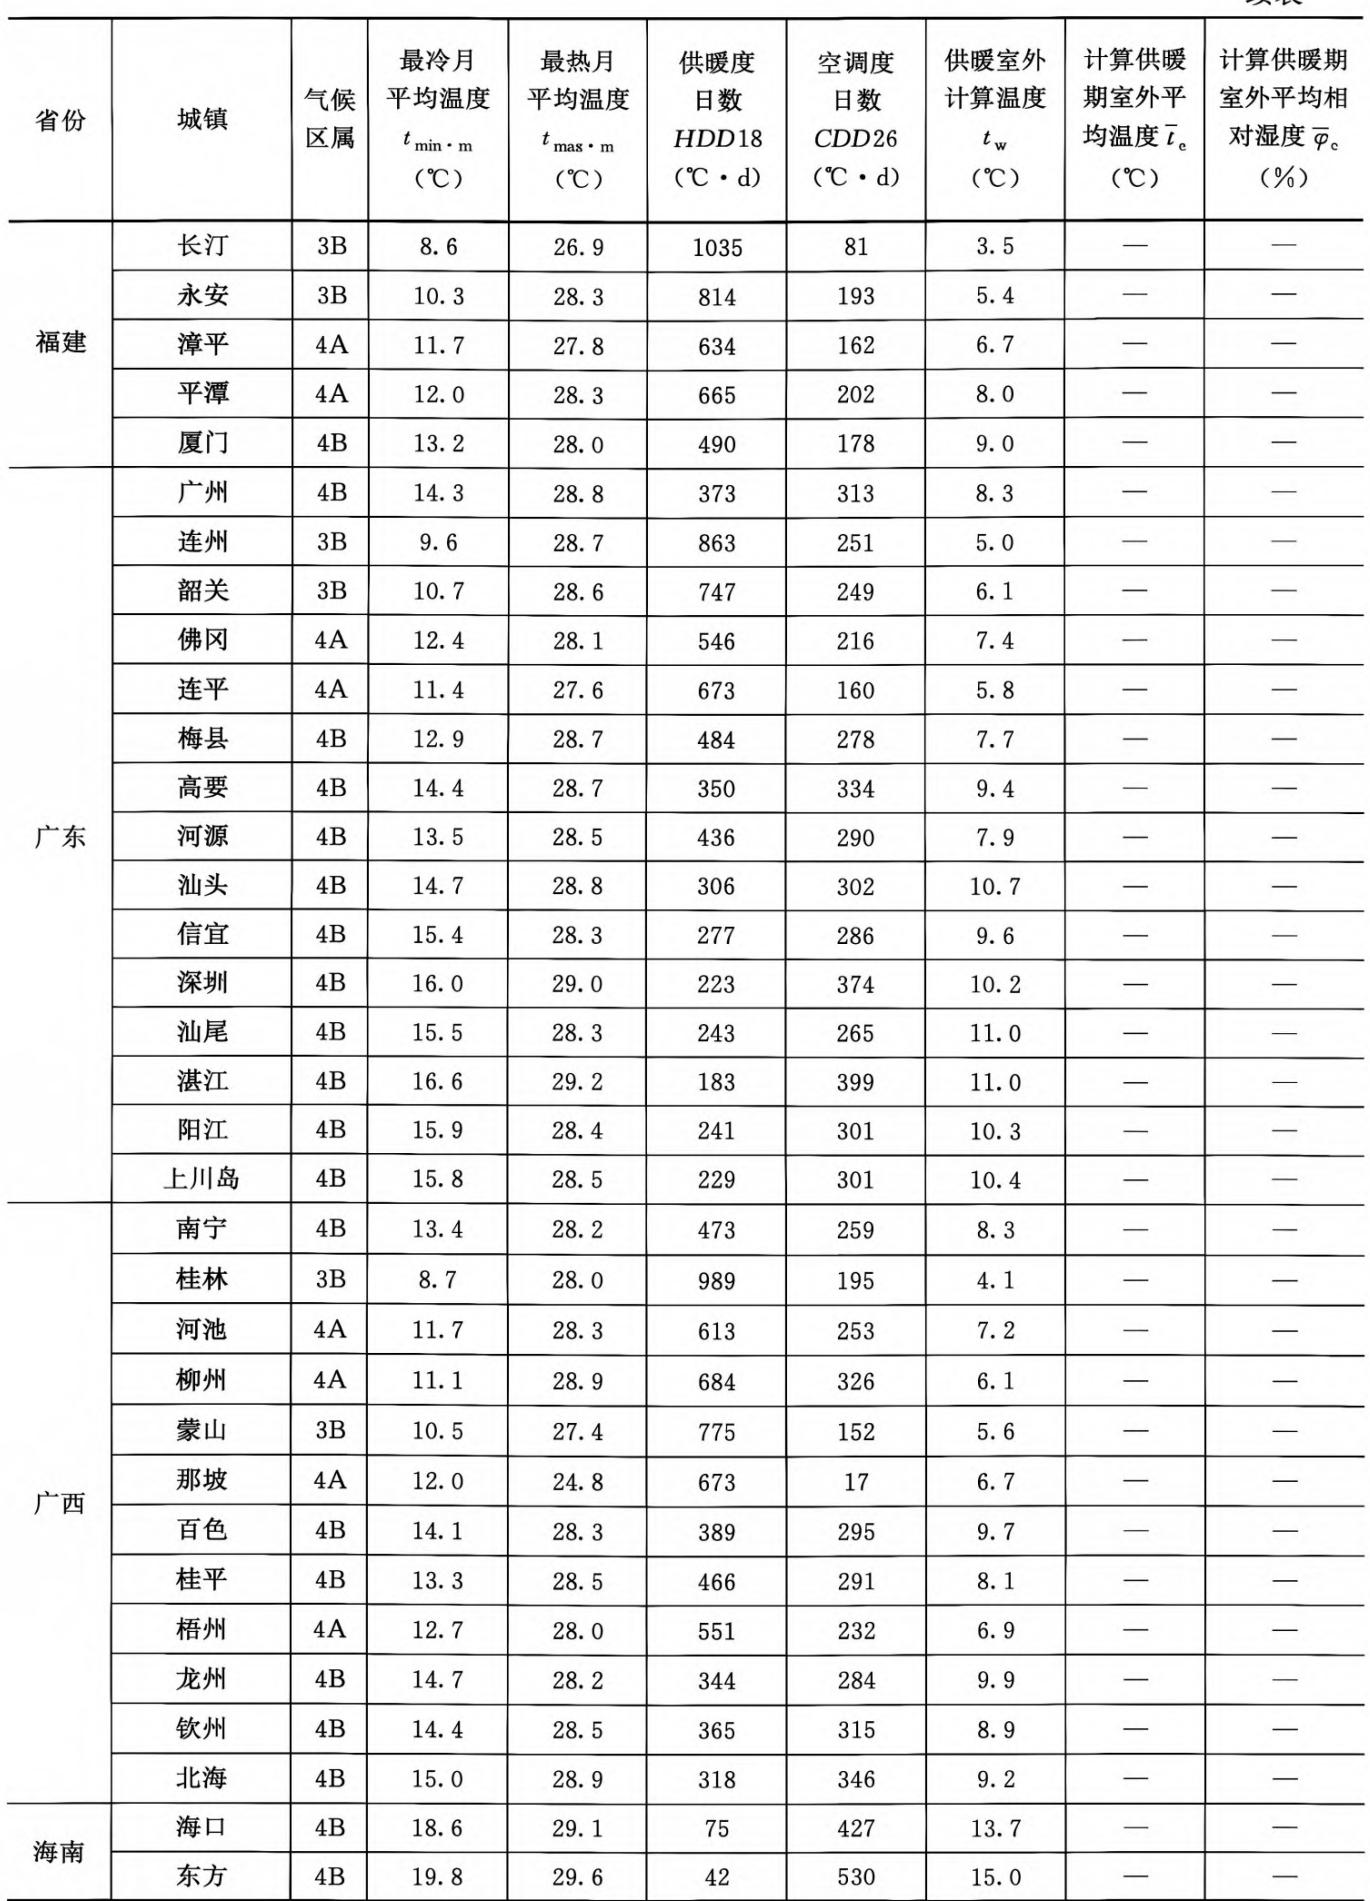 省份 城镇 气候区属 最冷月平均温度 t min·m (℃) 最热月平均温度 t mas·m (℃) 供暖度日数 HDD18 (℃·d) 空调度日数 CDD26 (℃·d) 供暖室外计算温度 t w (℃) 计算供暖期室外平均温度 t̄ e (℃) 计算供暖期室外平均相对湿度 φ̄ e (%)
福建 长汀 3B 8.6 26.9 1035 81 3.5 — —
永安 3B 10.3 28.3 814 193 5.4 — —
漳平 4A 11.7 27.8 634 162 6.7 — —
平潭 4A 12.0 28.3 665 202 8.0 — —
厦门 4B 13.2 28.0 490 178 9.0 — —
广东 广州 4B 14.3 28.8 373 313 8.3 — —
连州 3B 9.6 28.7 863 251 5.0 — —
韶关 3B 10.7 28.6 747 249 6.1 — —
佛冈 4A 12.4 28.1 546 216 7.4 — —
连平 4A 11.4 27.6 673 160 5.8 — —
梅县 4B 12.9 28.7 484 278 7.7 — —
高要 4B 14.4 28.7 350 334 9.4 — —
河源 4B 13.5 28.5 436 290 7.9 — —
汕头 4B 14.7 28.8 306 302 10.7 — —
信宜 4B 15.4 28.3 277 286 9.6 — —
深圳 4B 16.0 29.0 223 374 10.2 — —
汕尾 4B 15.5 28.3 243 265 11.0 — —
湛江 4B 16.6 29.2 183 399 11.0 — —
阳江 4B 15.9 28.4 241 301 10.3 — —
上川岛 4B 15.8 28.5 229 301 10.4 — —
广西 南宁 4B 13.4 28.2 473 259 8.3 — —
桂林 3B 8.7 28.0 989 195 4.1 — —
河池 4A 11.7 28.3 613 253 7.2 — —
柳州 4A 11.1 28.9 684 326 6.1 — —
蒙山 3B 10.5 27.4 775 152 5.6 — —
那坡 4A 12.0 24.8 673 17 6.7 — —
百色 4B 14.1 28.3 389 295 9.7 — —
桂平 4B 13.3 28.5 466 291 8.1 — —
梧州 4A 12.7 28.0 551 232 6.9 — —
龙州 4B 14.7 28.2 344 284 9.9 — —
钦州 4B 14.4 28.5 365 315 8.9 — —
北海 4B 15.0 28.9 318 346 9.2 — —
海南 海口 4B 18.6 29.1 75 427 13.7 — —
东方 4B 19.8 29.6 42 530 15.0 — —